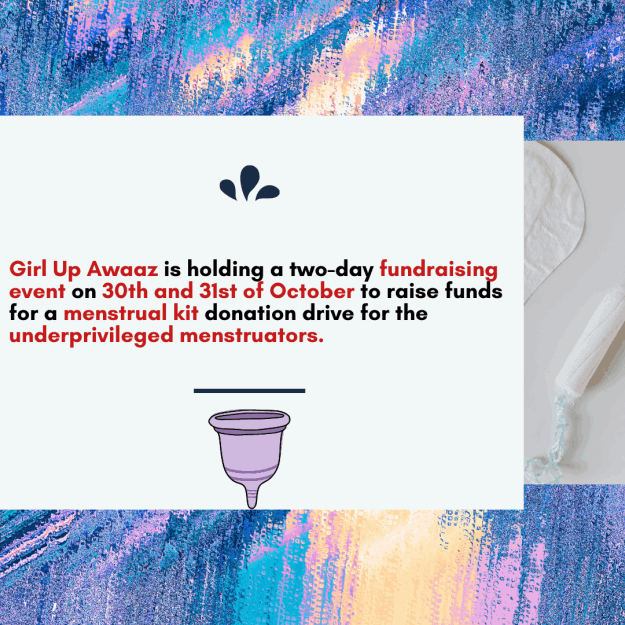 Girl Up Awaaz is holding a two-day fundraising
event on 30th and 31st of October to raise funds
for a menstrual kit donation drive for the
underprivileged menstruators.